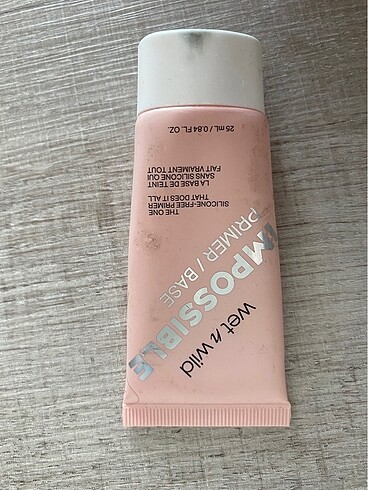 wet n wild
IMPOSSIBLE
PRIMER / BASE
THE ONE
SILICONE-FREE PRIMER
THAT DOES IT ALL
LA BASE DE TEINT
SANS SILICONE QUI
FAIT VRAIMENT TOUT
25 mL / 0.84 FL. OZ.